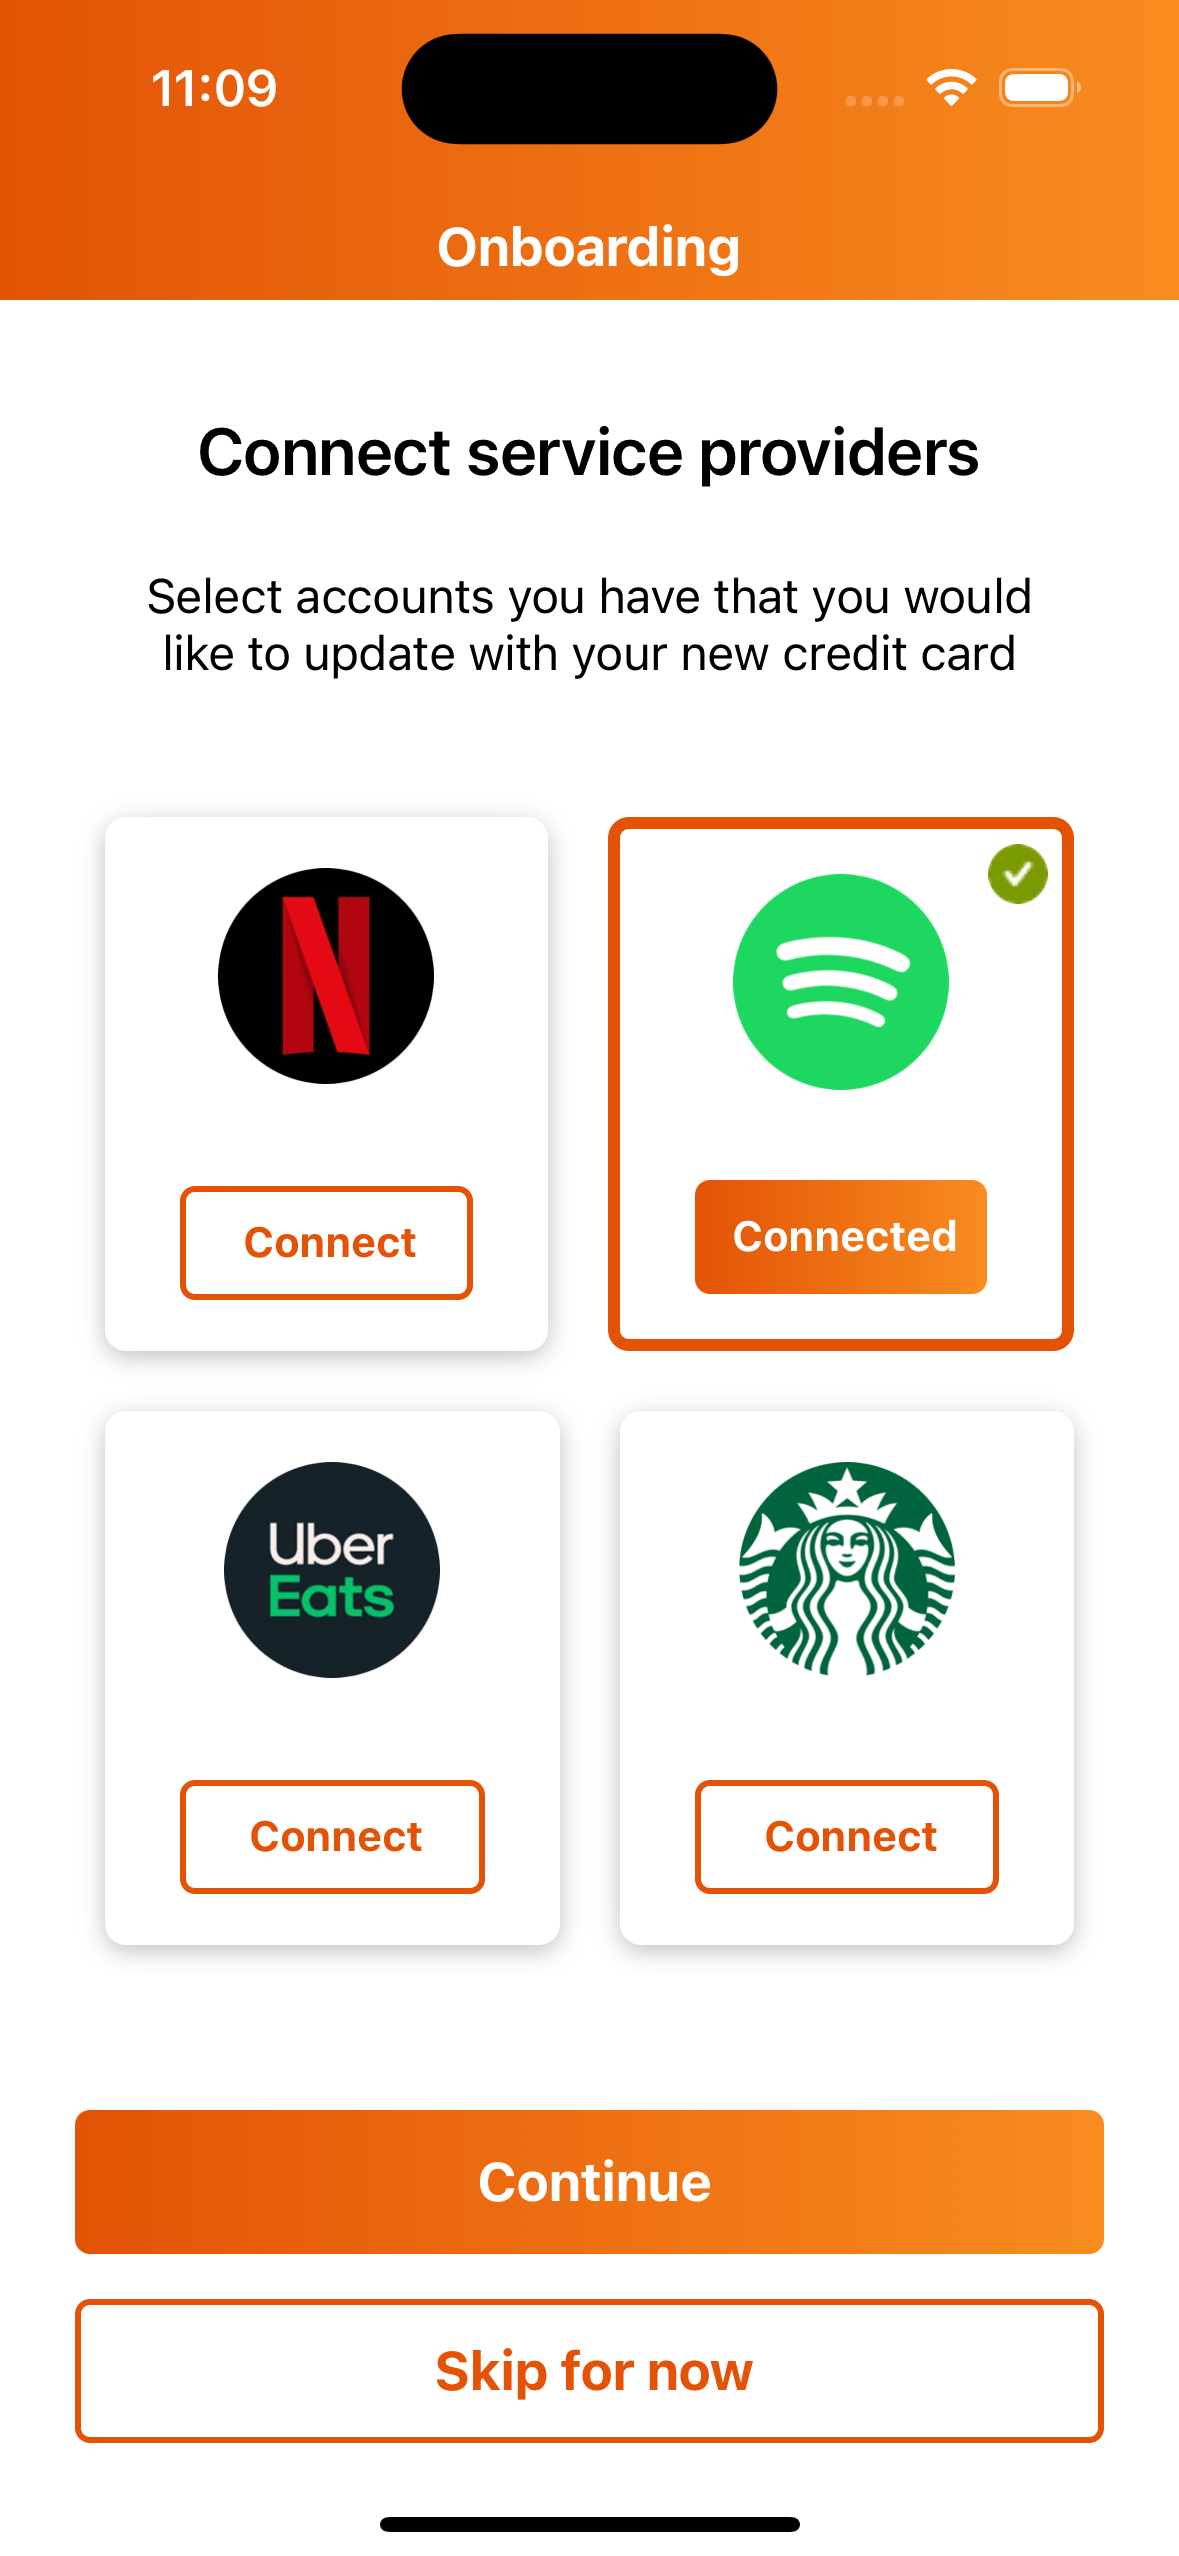 11:09
Onboarding
Connect service providers
Select accounts you have that you would
like to update with your new credit card
N
Connect
Connected
Uber
Eats
Connect
Connect
Continue
Skip for now